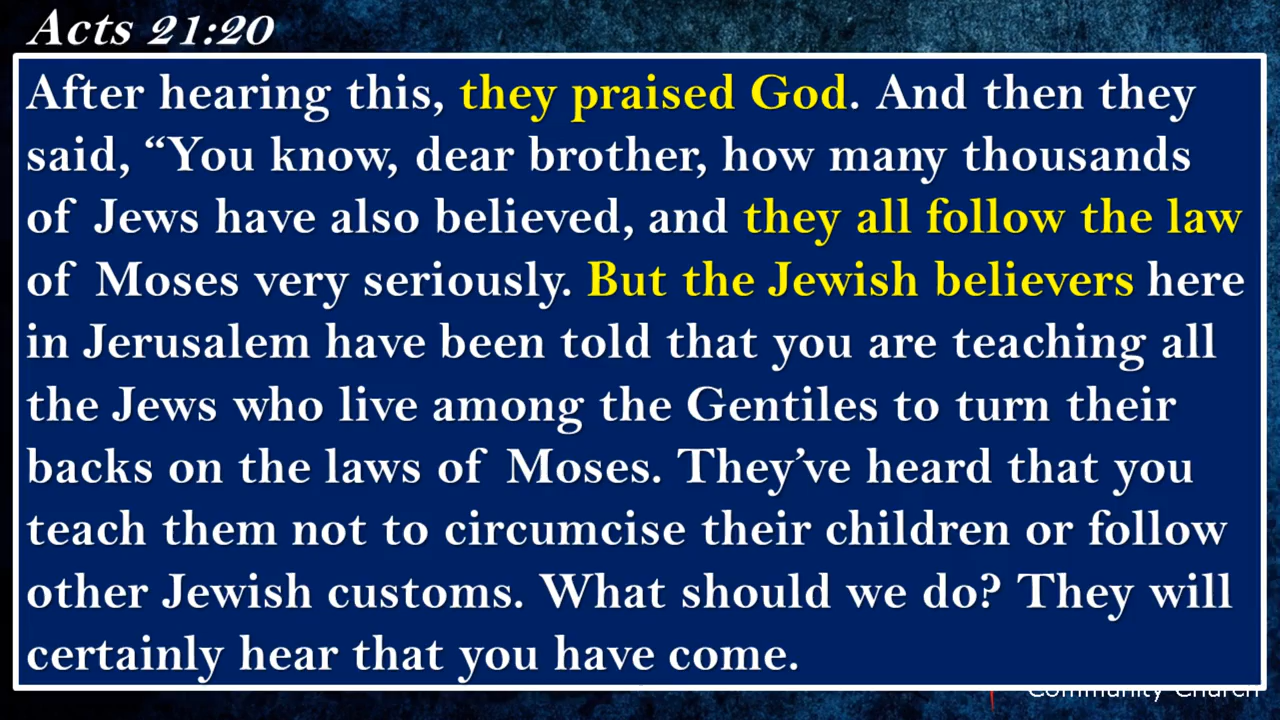 Acts 21:20
After hearing this, they praised God. And then they
said, “You know, dear brother, how many thousands
of Jews have also believed, and they all follow the law
of Moses very seriously. But the Jewish believers here
in Jerusalem have been told that you are teaching all
the Jews who live among the Gentiles to turn their
backs on the laws of Moses. They’ve heard that you
teach them not to circumcise their children or follow
other Jewish customs. What should we do? They will
certainly hear that you have come.
Community Church